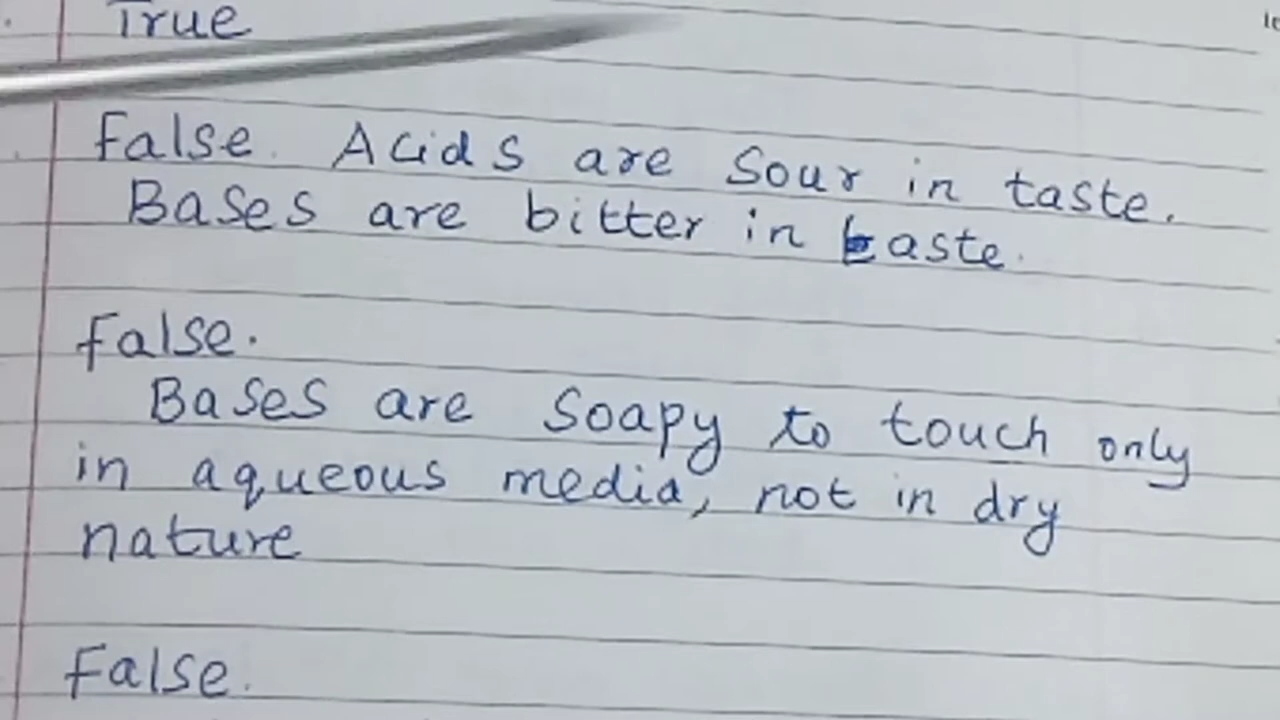 True
False. Acids are Sour in taste.
Bases are bitter in taste.
False.
Bases are Soapy to touch only
in aqueous media, not in dry
nature
False.